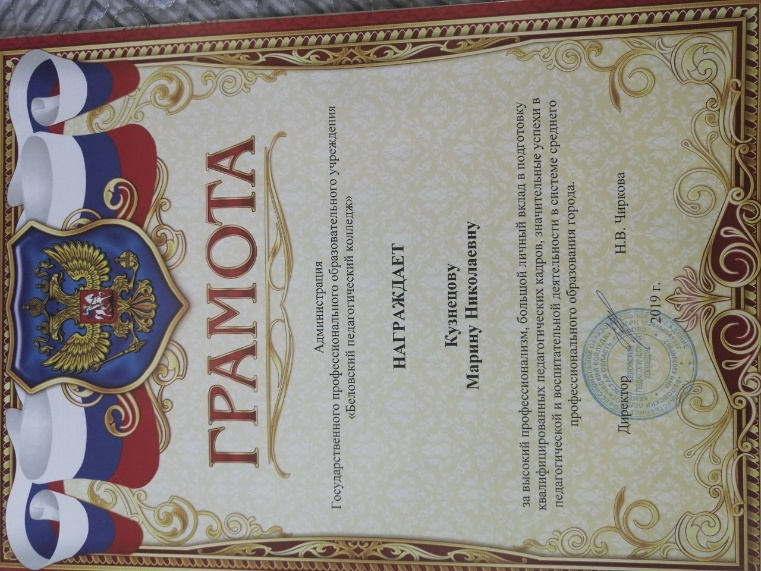 ГРАМОТА
Администрация
Государственного профессионального образовательного учреждения
«Беловский педагогический колледж»
НАГРАЖДАЕТ
Кузнецову
Марину Николаевну
за высокий профессионализм, большой личный вклад в подготовку
квалифицированных педагогических кадров, значительные успехи в
педагогической и воспитательной деятельности в системе среднего
профессионального образования города.
Директор Н.В. Чиркова
2019 г.